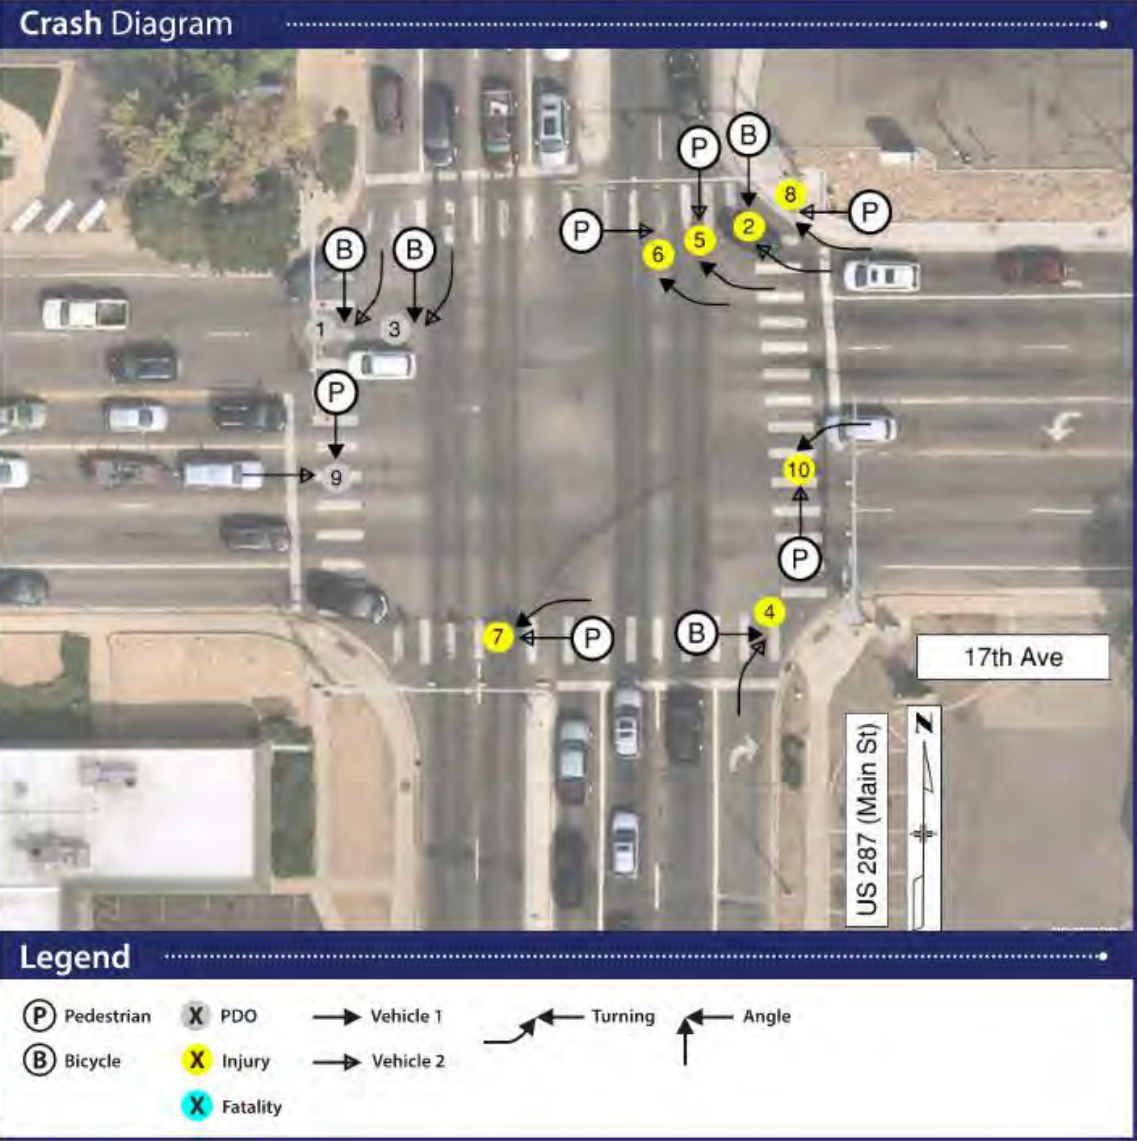 Crash Diagram
B
P
8
P
P
2
5
6
B
B
1
3
P
9
10
P
4
7
P
B
17th Ave
US 287 (Main St)
N
Legend
P Pedestrian X PDO Vehicle 1 Turning Angle
B Bicycle X Injury Vehicle 2
X Fatality